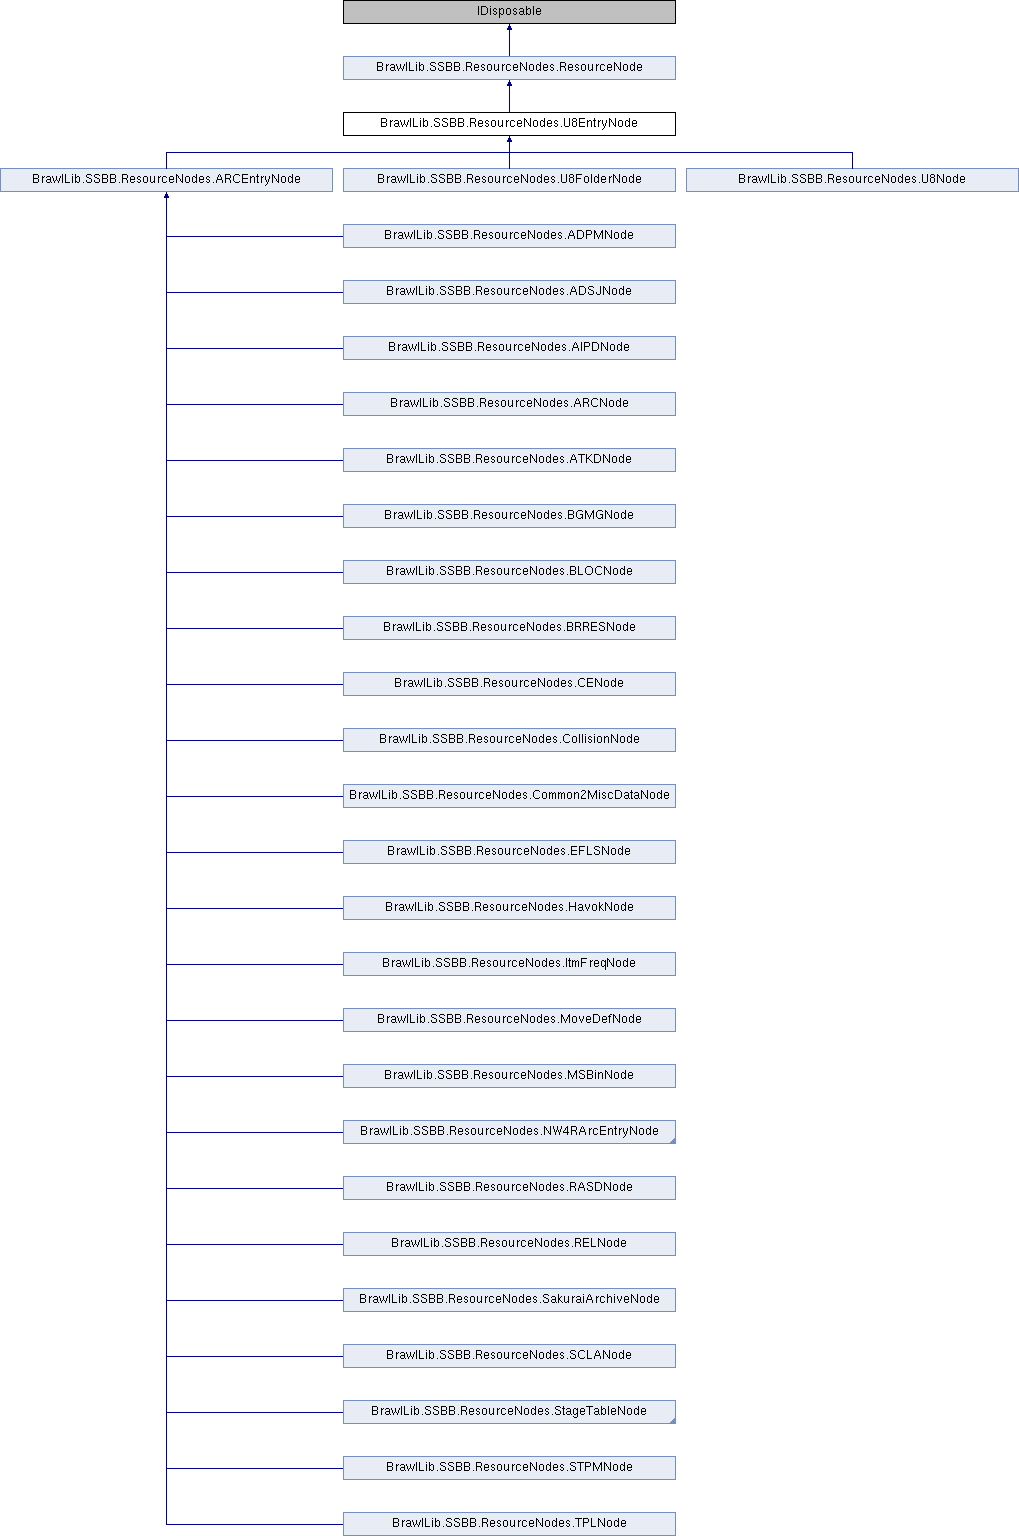 IDisposable
BrawlLib.SSBB.ResourceNodes.ResourceNode
BrawlLib.SSBB.ResourceNodes.U8EntryNode
BrawlLib.SSBB.ResourceNodes.ARCEntryNode
BrawlLib.SSBB.ResourceNodes.U8FolderNode
BrawlLib.SSBB.ResourceNodes.U8Node
BrawlLib.SSBB.ResourceNodes.ADPMNode
BrawlLib.SSBB.ResourceNodes.ADSJNode
BrawlLib.SSBB.ResourceNodes.AIPDNode
BrawlLib.SSBB.ResourceNodes.ARCNode
BrawlLib.SSBB.ResourceNodes.ATKDNode
BrawlLib.SSBB.ResourceNodes.BGMGNode
BrawlLib.SSBB.ResourceNodes.BLOCNode
BrawlLib.SSBB.ResourceNodes.BRRESNode
BrawlLib.SSBB.ResourceNodes.CENode
BrawlLib.SSBB.ResourceNodes.CollisionNode
BrawlLib.SSBB.ResourceNodes.Common2MiscDataNode
BrawlLib.SSBB.ResourceNodes.EFLSNode
BrawlLib.SSBB.ResourceNodes.HavokNode
BrawlLib.SSBB.ResourceNodes.ItmFreqNode
BrawlLib.SSBB.ResourceNodes.MoveDefNode
BrawlLib.SSBB.ResourceNodes.MSBinNode
BrawlLib.SSBB.ResourceNodes.NW4RArcEntryNode
BrawlLib.SSBB.ResourceNodes.RASDNode
BrawlLib.SSBB.ResourceNodes.RELNode
BrawlLib.SSBB.ResourceNodes.SakuraiArchiveNode
BrawlLib.SSBB.ResourceNodes.SCLANode
BrawlLib.SSBB.ResourceNodes.StageTableNode
BrawlLib.SSBB.ResourceNodes.STPMNode
BrawlLib.SSBB.ResourceNodes.TPLNode